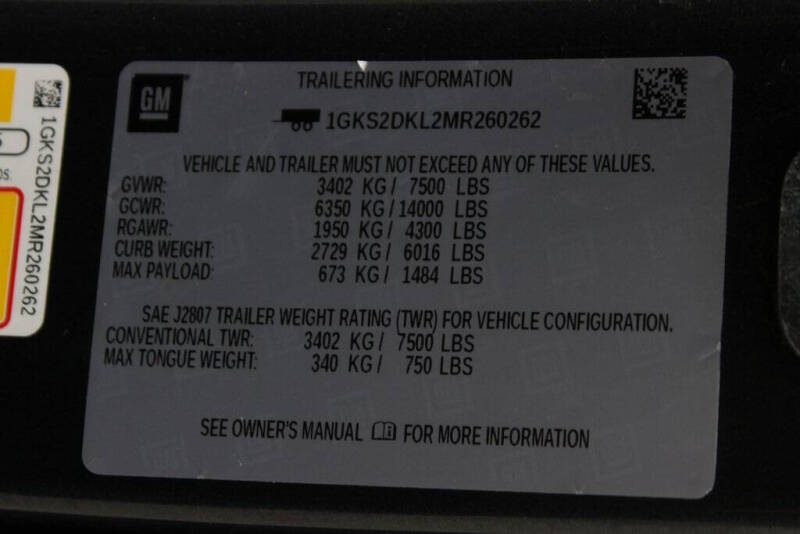 GM
TRAILERING INFORMATION
1GKS2DKL2MR260262
VEHICLE AND TRAILER MUST NOT EXCEED ANY OF THESE VALUES.
GVWR: 3402 KG/ 7500 LBS
GCWR: 6350 KG/14000 LBS
RGAWR: 1950 KG/ 4300 LBS
CURB WEIGHT: 2729 KG/ 6016 LBS
MAX PAYLOAD: 673 KG/ 1484 LBS
SAE J2807 TRAILER WEIGHT RATING (TWR) FOR VEHICLE CONFIGURATION.
CONVENTIONAL TWR: 3402 KG/ 7500 LBS
MAX TONGUE WEIGHT: 340 KG/ 750 LBS
SEE OWNER'S MANUAL FOR MORE INFORMATION
1GKS2DKL2MR260262